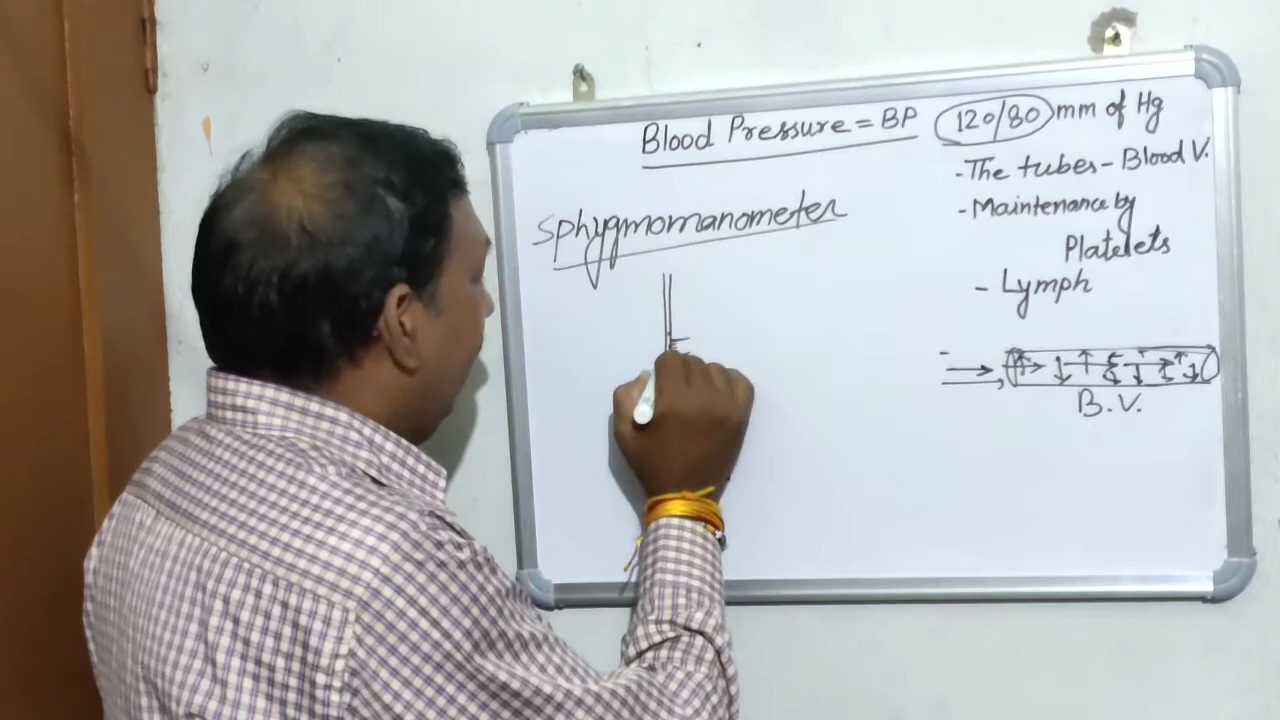 Blood Pressure = BP
120/80 mm of Hg
- The tubes - Blood V.
- Maintenance by
Platelets
- Lymph
Sphygmomanometer
B.V.